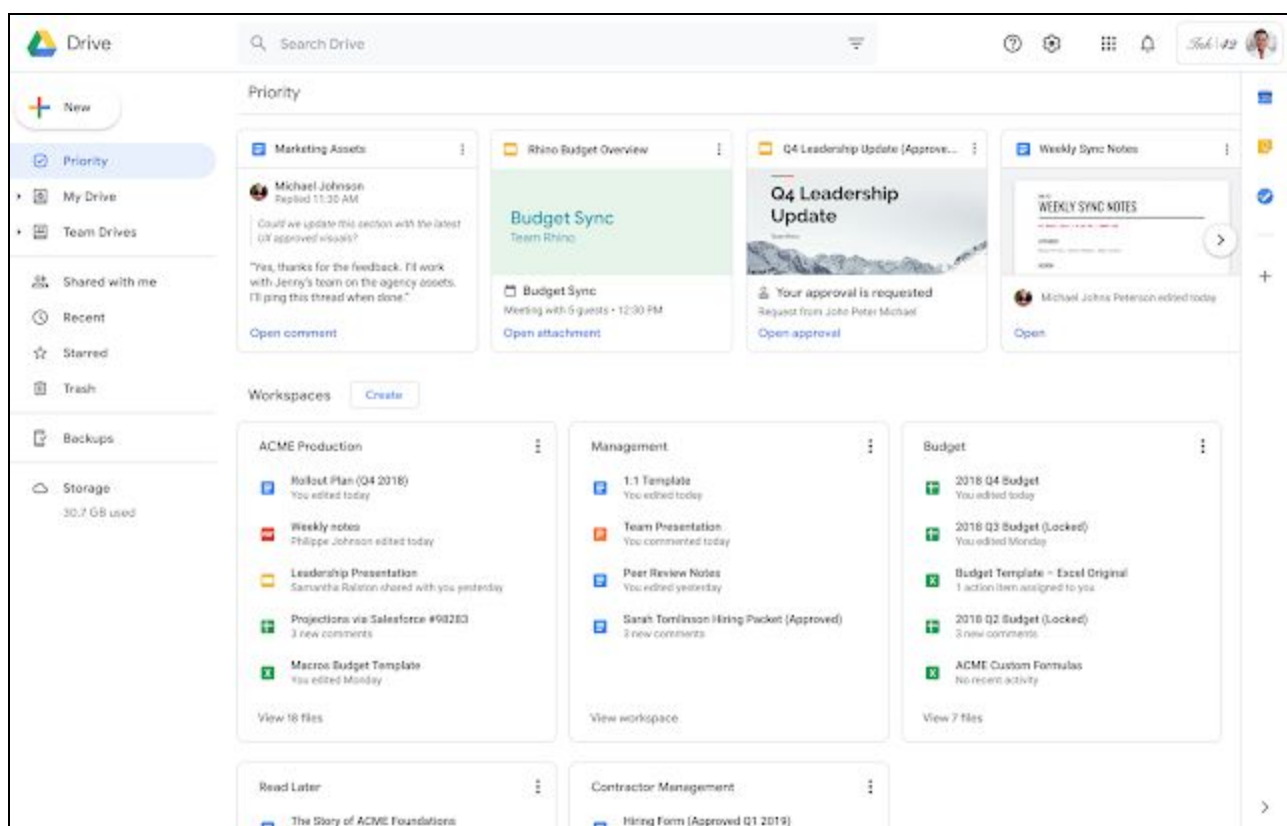 Drive
Search Drive
New
Priority
My Drive
Team Drives
Shared with me
Recent
Starred
Trash
Backups
Storage
30.7 GB used
Priority
Marketing Assets
Michael Johnson
Replied 11:30 AM
Could we update this section with the latest
UX approved visuals?
"Yes, thanks for the feedback. I'll work
with Jenny's team on the agency assets.
I'll ping this thread when done."
Open comment
Rhino Budget Overview
Budget Sync
Team Rhino
Budget Sync
Meeting with 5 guests • 12:30 PM
Open attachment
Q4 Leadership Update (Approve...
Q4 Leadership
Update
Your approval is requested
Request from John Peter Michael
Open approval
Weekly Sync Notes
WEEKLY SYNC NOTES
Michael Johns Peterson edited today
Open
Workspaces
Create
ACME Production
Rollout Plan (Q4 2018)
You edited today
Weekly notes
Philippe Johnson edited today
Leadership Presentation
Samantha Ralston shared with you yesterday
Projections via Salesforce #98283
3 new comments
Macros Budget Template
You edited Monday
View 18 files
Management
1:1 Template
You edited today
Team Presentation
You commented today
Peer Review Notes
You edited yesterday
Sarah Tomlinson Hiring Packet (Approved)
3 new comments
View workspace
Budget
2018 Q4 Budget
You edited today
2018 Q3 Budget (Locked)
You edited Monday
Budget Template – Excel Original
1 action item assigned to you
2018 Q2 Budget (Locked)
3 new comments
ACME Custom Formulas
No recent activity
View 7 files
Read Later
The Story of ACME Foundations
Contractor Management
Hiring Form (Approved Q1 2019)